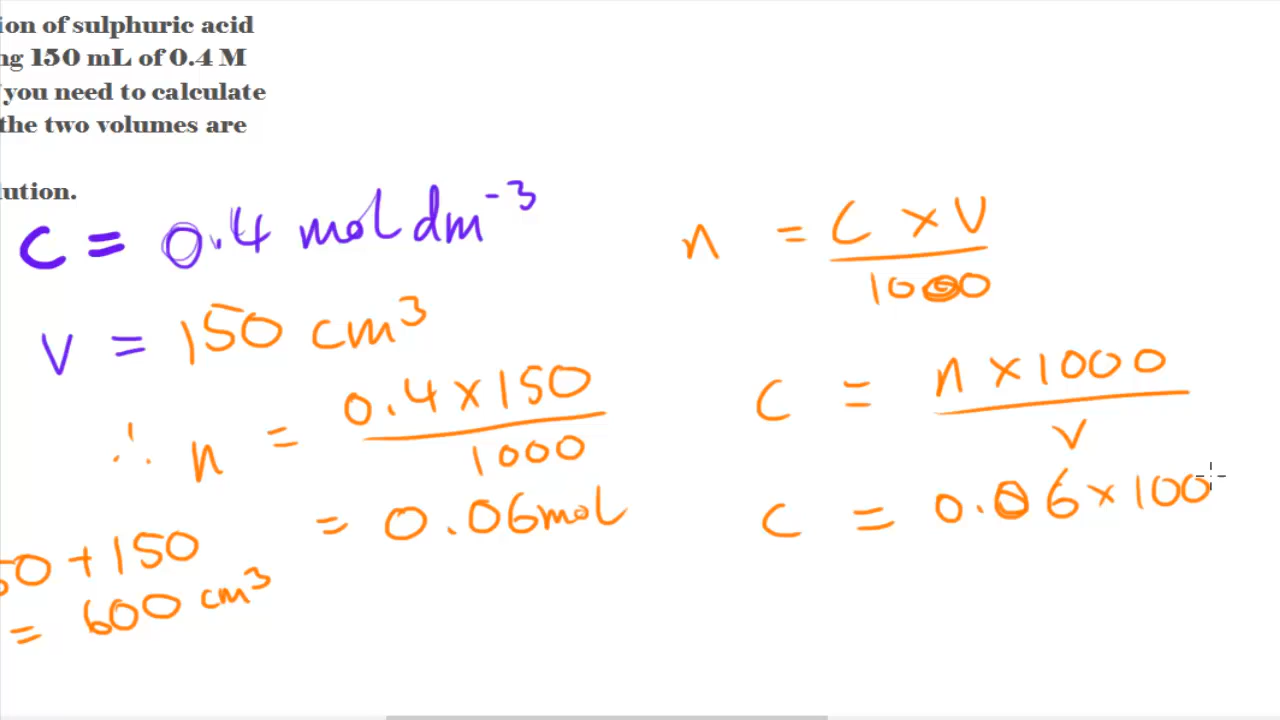 ion of sulphuric acid
ng 150 mL of 0.4 M
you need to calculate
the two volumes are
lution.
C = 0.4 mol dm⁻³
V = 150 cm³
∴ n = 0.4 × 150 / 1000
= 0.06 mol
50 + 150
= 600 cm³
n = C × V / 1000
C = n × 1000 / V
C = 0.06 × 100